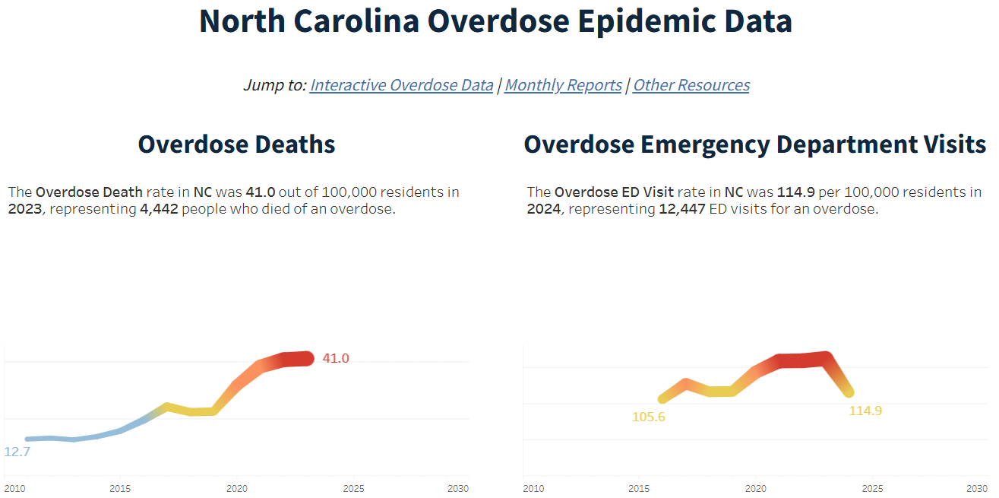 North Carolina Overdose Epidemic Data
Jump to: Interactive Overdose Data | Monthly Reports | Other Resources
Overdose Deaths
The Overdose Death rate in NC was 41.0 out of 100,000 residents in
2023, representing 4,442 people who died of an overdose.
41.0
12.7
2010 2015 2020 2025 2030
Overdose Emergency Department Visits
The Overdose ED Visit rate in NC was 114.9 per 100,000 residents in
2024, representing 12,447 ED visits for an overdose.
105.6
114.9
2010 2015 2020 2025 2030